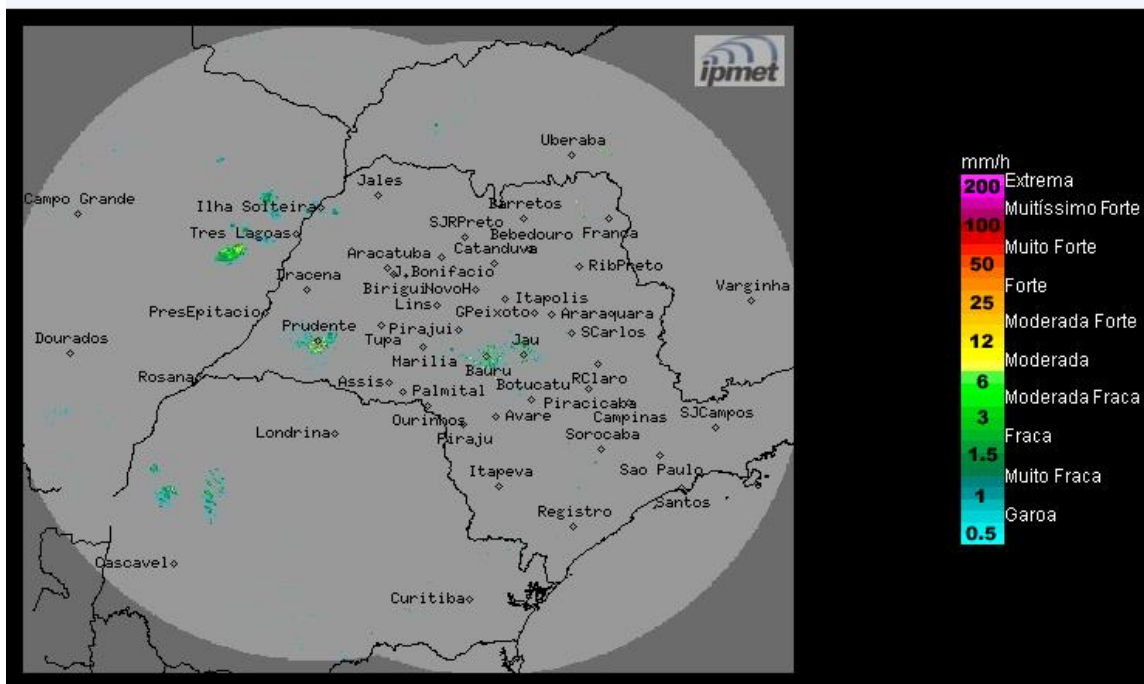 ipmet
Uberaba
Campo Grande
Jales
Ilha Solteira
Barretos
Tres Lagoas
SJRPreto
Bebedouro
Franca
Aracatuba
Catanduva
Dracena
J.Bonifacio
RibPreto
Birigui
NovoH
Varginha
Lins
Itapolis
PresEpitacio
GPeixoto
Araraquara
Prudente
Pirajui
SCarlos
Dourados
Tupa
Jau
Marilia
Bauru
Rosana
Assis
Botucatu
RClaro
Palmital
Piracicaba
Ourinhos
Avare
Campinas
SJCampos
Londrina
Piraju
Sorocaba
Itapeva
Sao Paulo
Santos
Registro
Cascavel
Curitiba
mm/h
200
Extrema
Muitíssimo Forte
100
Muito Forte
50
Forte
25
Moderada Forte
12
Moderada
6
Moderada Fraca
3
Fraca
1.5
Muito Fraca
1
Garoa
0.5